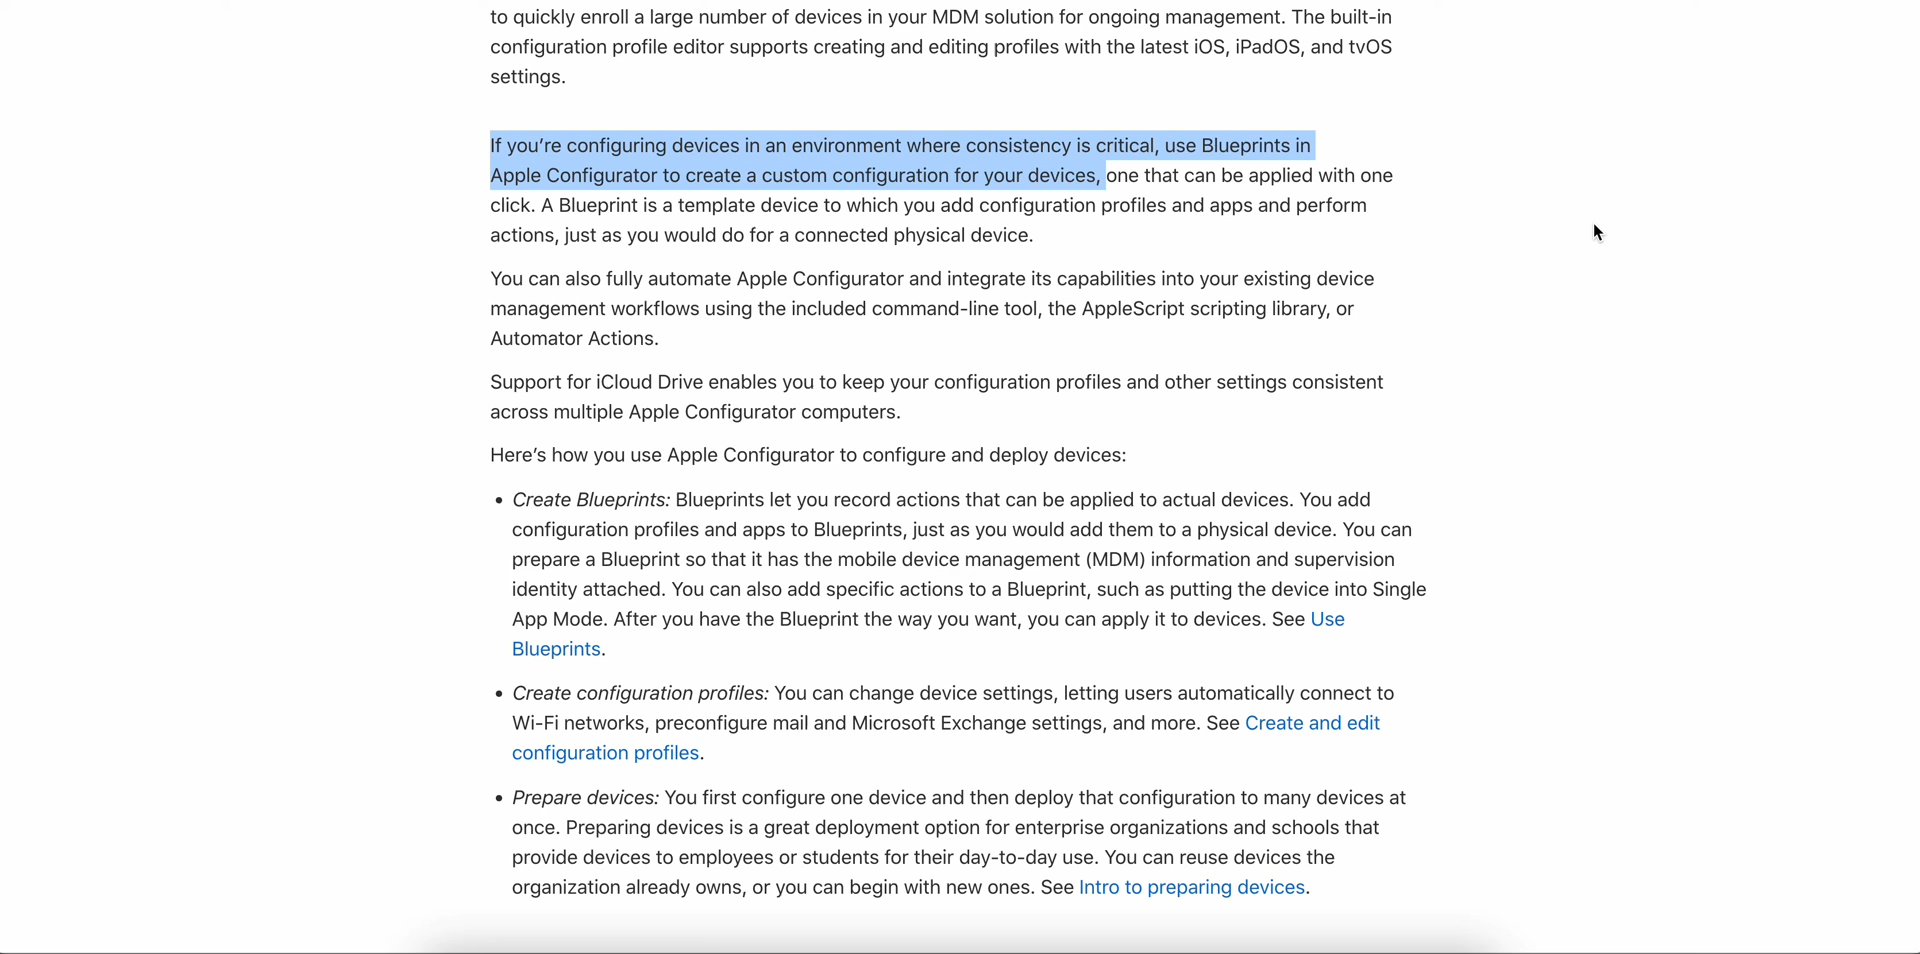 to quickly enroll a large number of devices in your MDM solution for ongoing management. The built-in
configuration profile editor supports creating and editing profiles with the latest iOS, iPadOS, and tvOS
settings.
If you’re configuring devices in an environment where consistency is critical, use Blueprints in
Apple Configurator to create a custom configuration for your devices, one that can be applied with one
click. A Blueprint is a template device to which you add configuration profiles and apps and perform
actions, just as you would do for a connected physical device.
You can also fully automate Apple Configurator and integrate its capabilities into your existing device
management workflows using the included command-line tool, the AppleScript scripting library, or
Automator Actions.
Support for iCloud Drive enables you to keep your configuration profiles and other settings consistent
across multiple Apple Configurator computers.
Here’s how you use Apple Configurator to configure and deploy devices:
• Create Blueprints: Blueprints let you record actions that can be applied to actual devices. You add
configuration profiles and apps to Blueprints, just as you would add them to a physical device. You can
prepare a Blueprint so that it has the mobile device management (MDM) information and supervision
identity attached. You can also add specific actions to a Blueprint, such as putting the device into Single
App Mode. After you have the Blueprint the way you want, you can apply it to devices. See Use
Blueprints.
• Create configuration profiles: You can change device settings, letting users automatically connect to
Wi-Fi networks, preconfigure mail and Microsoft Exchange settings, and more. See Create and edit
configuration profiles.
• Prepare devices: You first configure one device and then deploy that configuration to many devices at
once. Preparing devices is a great deployment option for enterprise organizations and schools that
provide devices to employees or students for their day-to-day use. You can reuse devices the
organization already owns, or you can begin with new ones. See Intro to preparing devices.